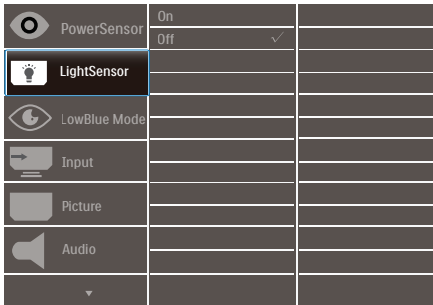 PowerSensor
LightSensor
LowBlue Mode
Input
Picture
Audio
On
Off